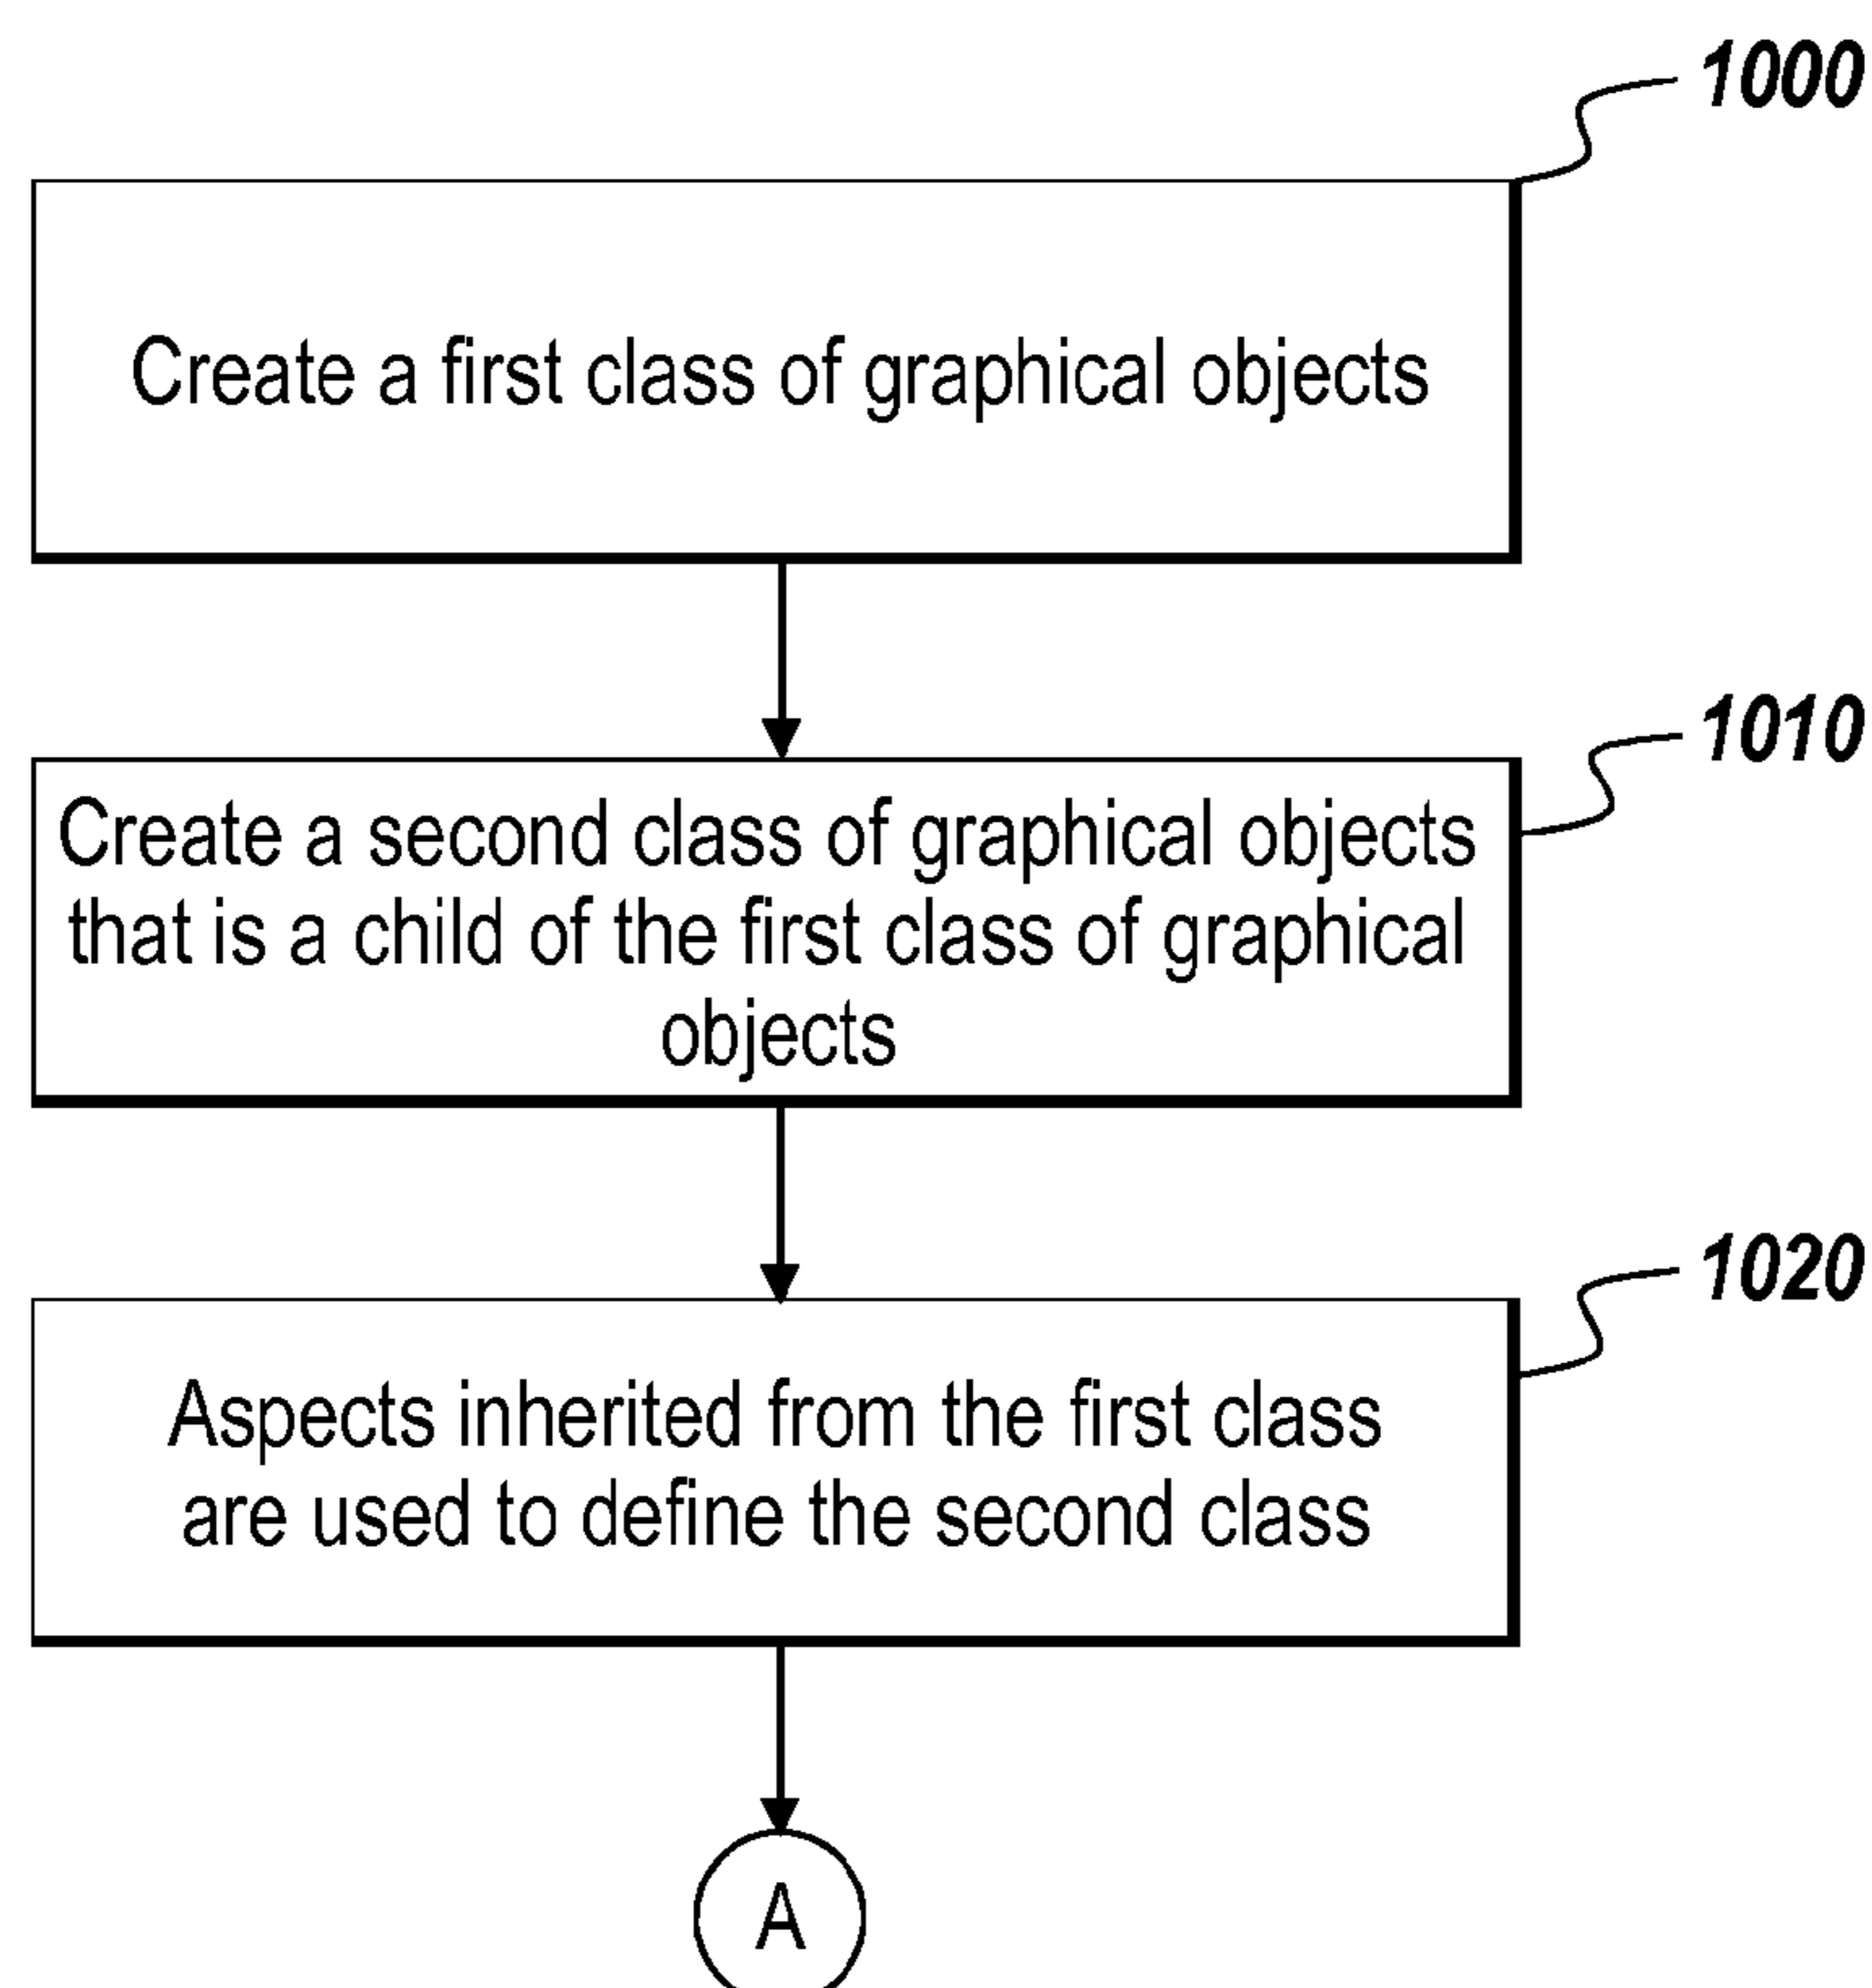 1000
Create a first class of graphical objects
1010
Create a second class of graphical objects
that is a child of the first class of graphical
objects
1020
Aspects inherited from the first class
are used to define the second class
A